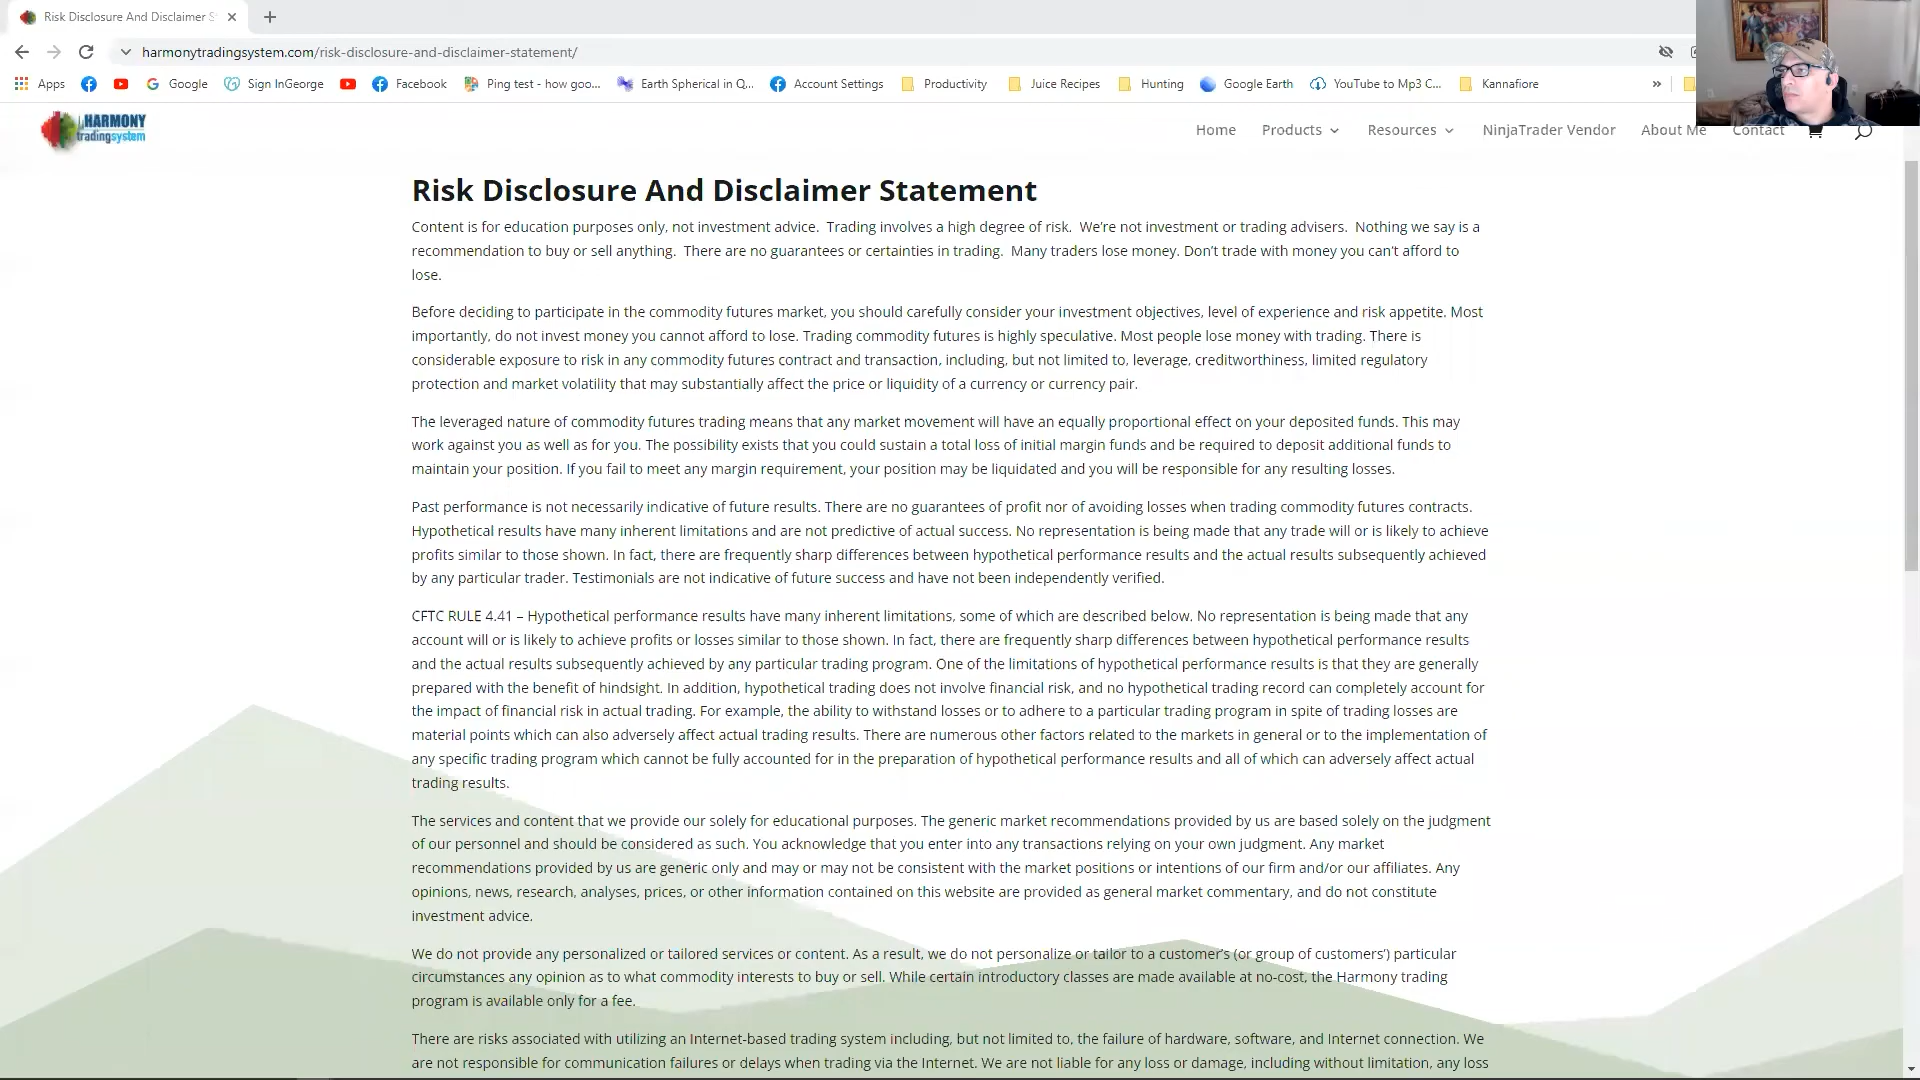 Risk Disclosure And Disclaimer S
harmonytradingsystem.com/risk-disclosure-and-disclaimer-statement/
Apps Google Sign InGeorge Facebook Ping test - how goo... Earth Spherical in Q... Account Settings Productivity Juice Recipes Hunting Google Earth YouTube to Mp3 C... Kannafiore »
HARMONY
tradingsystem
Home Products Resources NinjaTrader Vendor About Me Contact
Risk Disclosure And Disclaimer Statement
Content is for education purposes only, not investment advice. Trading involves a high degree of risk. We're not investment or trading advisers. Nothing we say is a
recommendation to buy or sell anything. There are no guarantees or certainties in trading. Many traders lose money. Don't trade with money you can't afford to
lose.
Before deciding to participate in the commodity futures market, you should carefully consider your investment objectives, level of experience and risk appetite. Most
importantly, do not invest money you cannot afford to lose. Trading commodity futures is highly speculative. Most people lose money with trading. There is
considerable exposure to risk in any commodity futures contract and transaction, including, but not limited to, leverage, creditworthiness, limited regulatory
protection and market volatility that may substantially affect the price or liquidity of a currency or currency pair.
The leveraged nature of commodity futures trading means that any market movement will have an equally proportional effect on your deposited funds. This may
work against you as well as for you. The possibility exists that you could sustain a total loss of initial margin funds and be required to deposit additional funds to
maintain your position. If you fail to meet any margin requirement, your position may be liquidated and you will be responsible for any resulting losses.
Past performance is not necessarily indicative of future results. There are no guarantees of profit nor of avoiding losses when trading commodity futures contracts.
Hypothetical results have many inherent limitations and are not predictive of actual success. No representation is being made that any trade will or is likely to achieve
profits similar to those shown. In fact, there are frequently sharp differences between hypothetical performance results and the actual results subsequently achieved
by any particular trader. Testimonials are not indicative of future success and have not been independently verified.
CFTC RULE 4.41 – Hypothetical performance results have many inherent limitations, some of which are described below. No representation is being made that any
account will or is likely to achieve profits or losses similar to those shown. In fact, there are frequently sharp differences between hypothetical performance results
and the actual results subsequently achieved by any particular trading program. One of the limitations of hypothetical performance results is that they are generally
prepared with the benefit of hindsight. In addition, hypothetical trading does not involve financial risk, and no hypothetical trading record can completely account for
the impact of financial risk in actual trading. For example, the ability to withstand losses or to adhere to a particular trading program in spite of trading losses are
material points which can also adversely affect actual trading results. There are numerous other factors related to the markets in general or to the implementation of
any specific trading program which cannot be fully accounted for in the preparation of hypothetical performance results and all of which can adversely affect actual
trading results.
The services and content that we provide our solely for educational purposes. The generic market recommendations provided by us are based solely on the judgment
of our personnel and should be considered as such. You acknowledge that you enter into any transactions relying on your own judgment. Any market
recommendations provided by us are generic only and may or may not be consistent with the market positions or intentions of our firm and/or our affiliates. Any
opinions, news, research, analyses, prices, or other information contained on this website are provided as general market commentary, and do not constitute
investment advice.
We do not provide any personalized or tailored services or content. As a result, we do not personalize or tailor to a customer's (or group of customers') particular
circumstances any opinion as to what commodity interests to buy or sell. While certain introductory classes are made available at no-cost, the Harmony trading
program is available only for a fee.
There are risks associated with utilizing an Internet-based trading system including, but not limited to, the failure of hardware, software, and Internet connection. We
are not responsible for communication failures or delays when trading via the Internet. We are not liable for any loss or damage, including without limitation, any loss